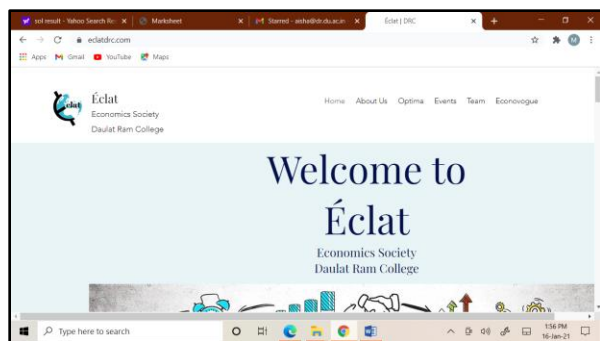 sol result - Yahoo Search Re
Marksheet
Starred - aisha@dr.du.ac.in
Eclat | DRC
eclatdrc.com
M
Apps Gmail YouTube Maps
Éclat
Economics Society
Daulat Ram College
Home About Us Optima Events Team Econovogue
Welcome to
Éclat
Economics Society
Daulat Ram College
Type here to search
1:56 PM
16-Jan-21